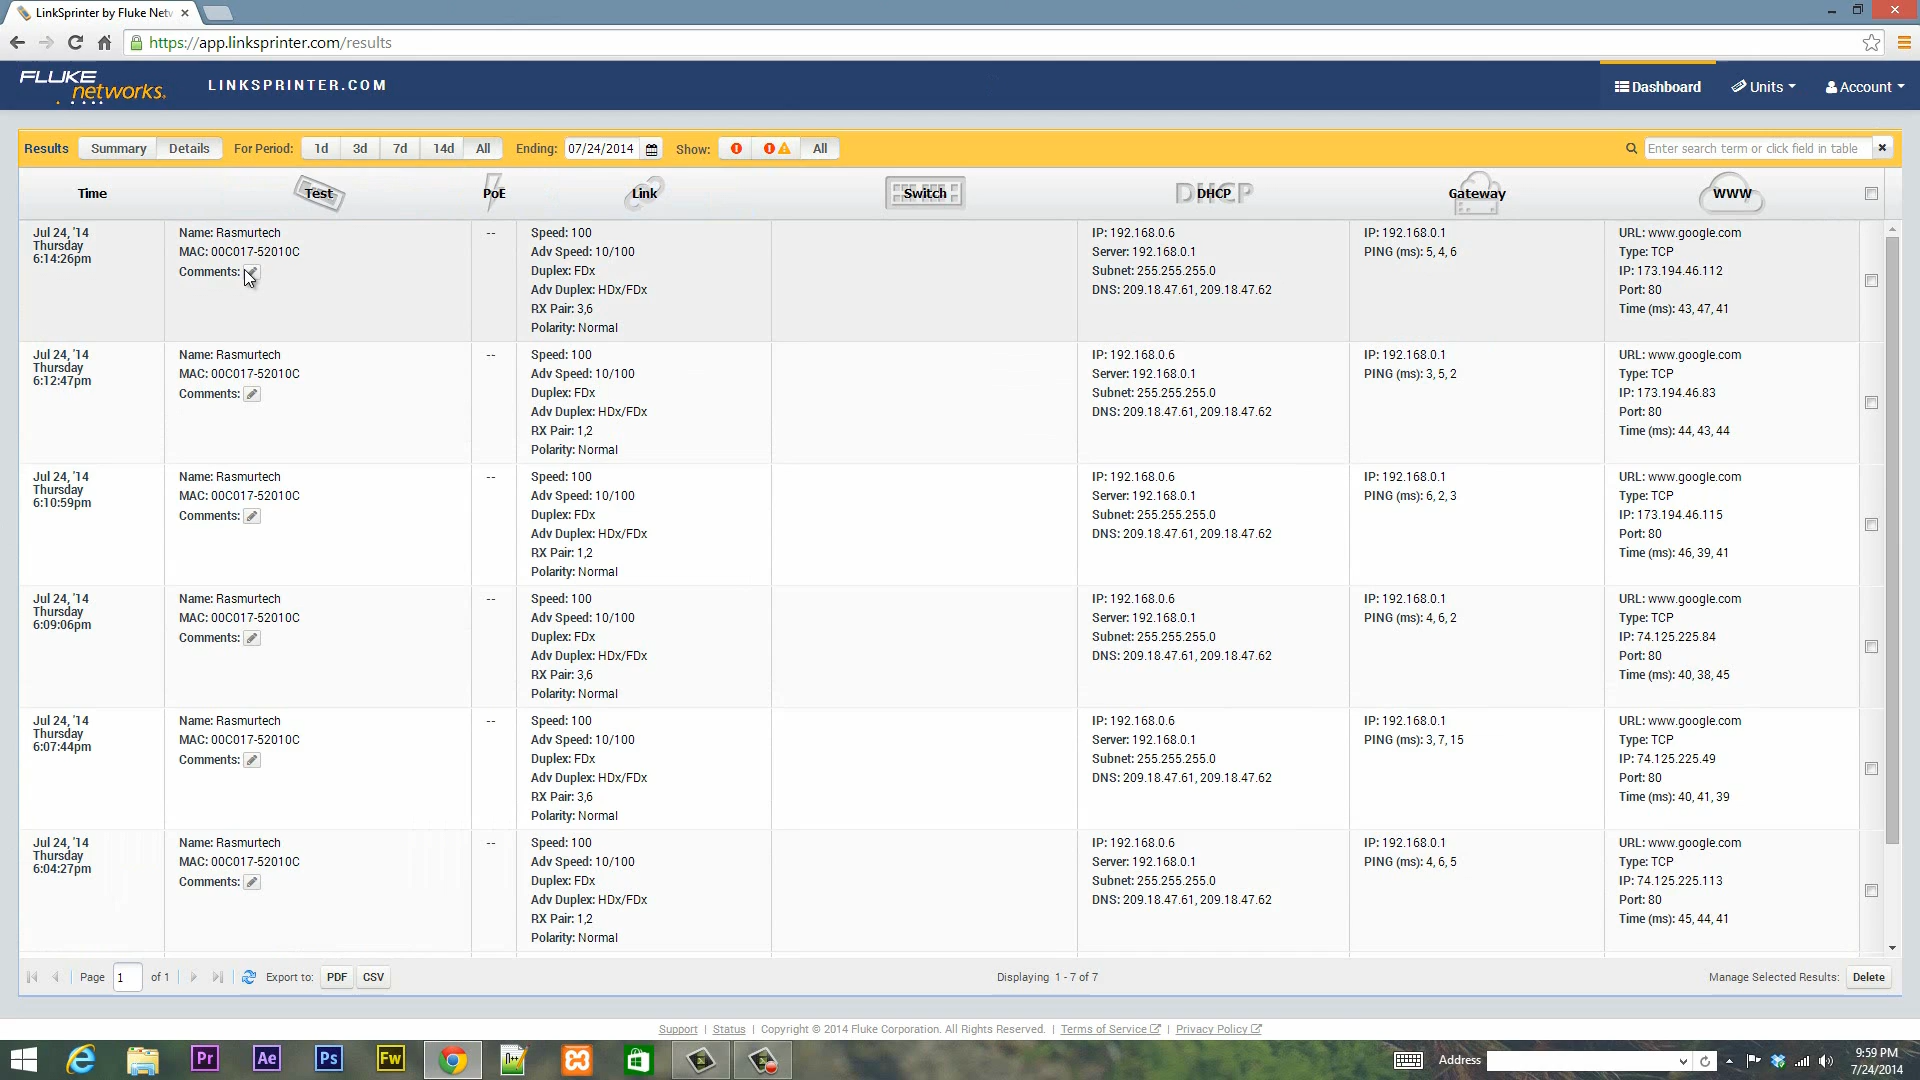 LinkSprinter by Fluke Netv
https://app.linksprinter.com/results
FLUKE networks. LINKSPRINTER.COM Dashboard Units Account
Results Summary Details For Period: 1d 3d 7d 14d All Ending: 07/24/2014 Show: All Enter search term or click field in table
Time Test PoE Link Switch DHCP Gateway WWW
Jul 24, '14
Thursday
6:14:26pm
Name: Rasmurtech
MAC: 00C017-52010C
Comments:
--
Speed: 100
Adv Speed: 10/100
Duplex: FDx
Adv Duplex: HDx/FDx
RX Pair: 3,6
Polarity: Normal
IP: 192.168.0.6
Server: 192.168.0.1
Subnet: 255.255.255.0
DNS: 209.18.47.61, 209.18.47.62
IP: 192.168.0.1
PING (ms): 5, 4, 6
URL: www.google.com
Type: TCP
IP: 173.194.46.112
Port: 80
Time (ms): 43, 47, 41
Jul 24, '14
Thursday
6:12:47pm
Name: Rasmurtech
MAC: 00C017-52010C
Comments:
--
Speed: 100
Adv Speed: 10/100
Duplex: FDx
Adv Duplex: HDx/FDx
RX Pair: 1,2
Polarity: Normal
IP: 192.168.0.6
Server: 192.168.0.1
Subnet: 255.255.255.0
DNS: 209.18.47.61, 209.18.47.62
IP: 192.168.0.1
PING (ms): 3, 5, 2
URL: www.google.com
Type: TCP
IP: 173.194.46.83
Port: 80
Time (ms): 44, 43, 44
Jul 24, '14
Thursday
6:10:59pm
Name: Rasmurtech
MAC: 00C017-52010C
Comments:
--
Speed: 100
Adv Speed: 10/100
Duplex: FDx
Adv Duplex: HDx/FDx
RX Pair: 1,2
Polarity: Normal
IP: 192.168.0.6
Server: 192.168.0.1
Subnet: 255.255.255.0
DNS: 209.18.47.61, 209.18.47.62
IP: 192.168.0.1
PING (ms): 6, 2, 3
URL: www.google.com
Type: TCP
IP: 173.194.46.115
Port: 80
Time (ms): 46, 39, 41
Jul 24, '14
Thursday
6:09:06pm
Name: Rasmurtech
MAC: 00C017-52010C
Comments:
--
Speed: 100
Adv Speed: 10/100
Duplex: FDx
Adv Duplex: HDx/FDx
RX Pair: 3,6
Polarity: Normal
IP: 192.168.0.6
Server: 192.168.0.1
Subnet: 255.255.255.0
DNS: 209.18.47.61, 209.18.47.62
IP: 192.168.0.1
PING (ms): 4, 6, 2
URL: www.google.com
Type: TCP
IP: 74.125.225.84
Port: 80
Time (ms): 40, 38, 45
Jul 24, '14
Thursday
6:07:44pm
Name: Rasmurtech
MAC: 00C017-52010C
Comments:
--
Speed: 100
Adv Speed: 10/100
Duplex: FDx
Adv Duplex: HDx/FDx
RX Pair: 3,6
Polarity: Normal
IP: 192.168.0.6
Server: 192.168.0.1
Subnet: 255.255.255.0
DNS: 209.18.47.61, 209.18.47.62
IP: 192.168.0.1
PING (ms): 3, 7, 15
URL: www.google.com
Type: TCP
IP: 74.125.225.49
Port: 80
Time (ms): 40, 41, 39
Jul 24, '14
Thursday
6:04:27pm
Name: Rasmurtech
MAC: 00C017-52010C
Comments:
--
Speed: 100
Adv Speed: 10/100
Duplex: FDx
Adv Duplex: HDx/FDx
RX Pair: 1,2
Polarity: Normal
IP: 192.168.0.6
Server: 192.168.0.1
Subnet: 255.255.255.0
DNS: 209.18.47.61, 209.18.47.62
IP: 192.168.0.1
PING (ms): 4, 6, 5
URL: www.google.com
Type: TCP
IP: 74.125.225.113
Port: 80
Time (ms): 45, 44, 41
Page 1 of 1 Export to: PDF CSV Displaying 1 - 7 of 7 Manage Selected Results: Delete
Support | Status | Copyright © 2014 Fluke Corporation. All Rights Reserved. | Terms of Service | Privacy Policy
Pr Ae Ps Fw Address 9:59 PM
7/24/2014